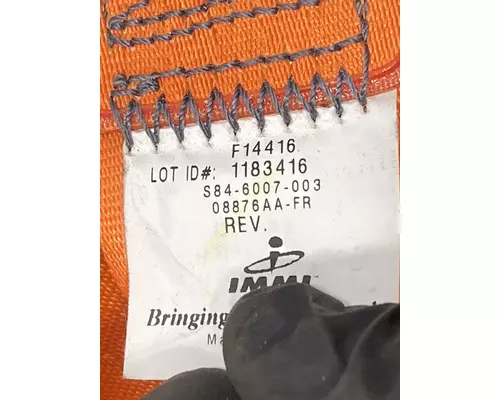 F14416
LOT ID#: 1183416
S84-6007-003
08876AA-FR
REV.
IMMI
Bringing